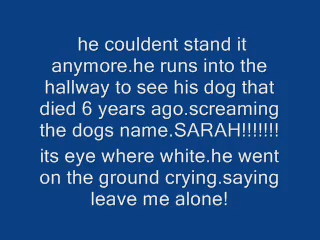 he couldent stand it
anymore.he runs into the
hallway to see his dog that
died 6 years ago.screaming
the dogs name.SARAH!!!!!!!
its eye where white.he went
on the ground crying.saying
leave me alone!